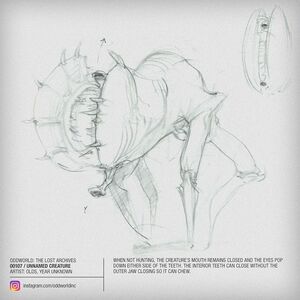 ODDWORLD: THE LOST ARCHIVES
00107 / UNNAMED CREATURE
ARTIST: OLDS, YEAR UNKNOWN
instagram.com/oddworldinc
WHEN NOT HUNTING, THE CREATURE'S MOUTH REMAINS CLOSED AND THE EYES POP
DOWN EITHER SIDE OF THE TEETH. THE INTERIOR TEETH CAN CLOSE WITHOUT THE
OUTER JAW CLOSING SO IT CAN CHEW.